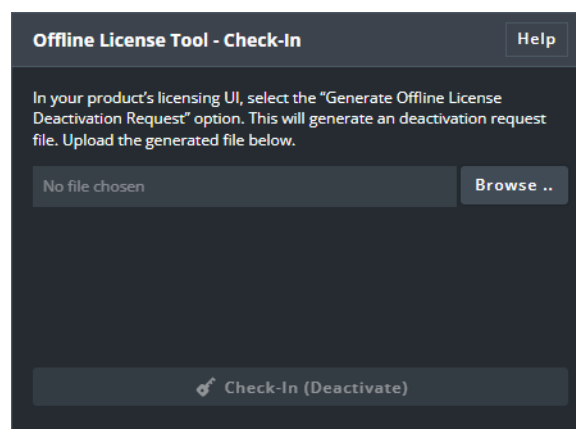 Offline License Tool - Check-In
Help
In your product's licensing UI, select the “Generate Offline License
Deactivation Request” option. This will generate an deactivation request
file. Upload the generated file below.
No file chosen
Browse ..
Check-In (Deactivate)